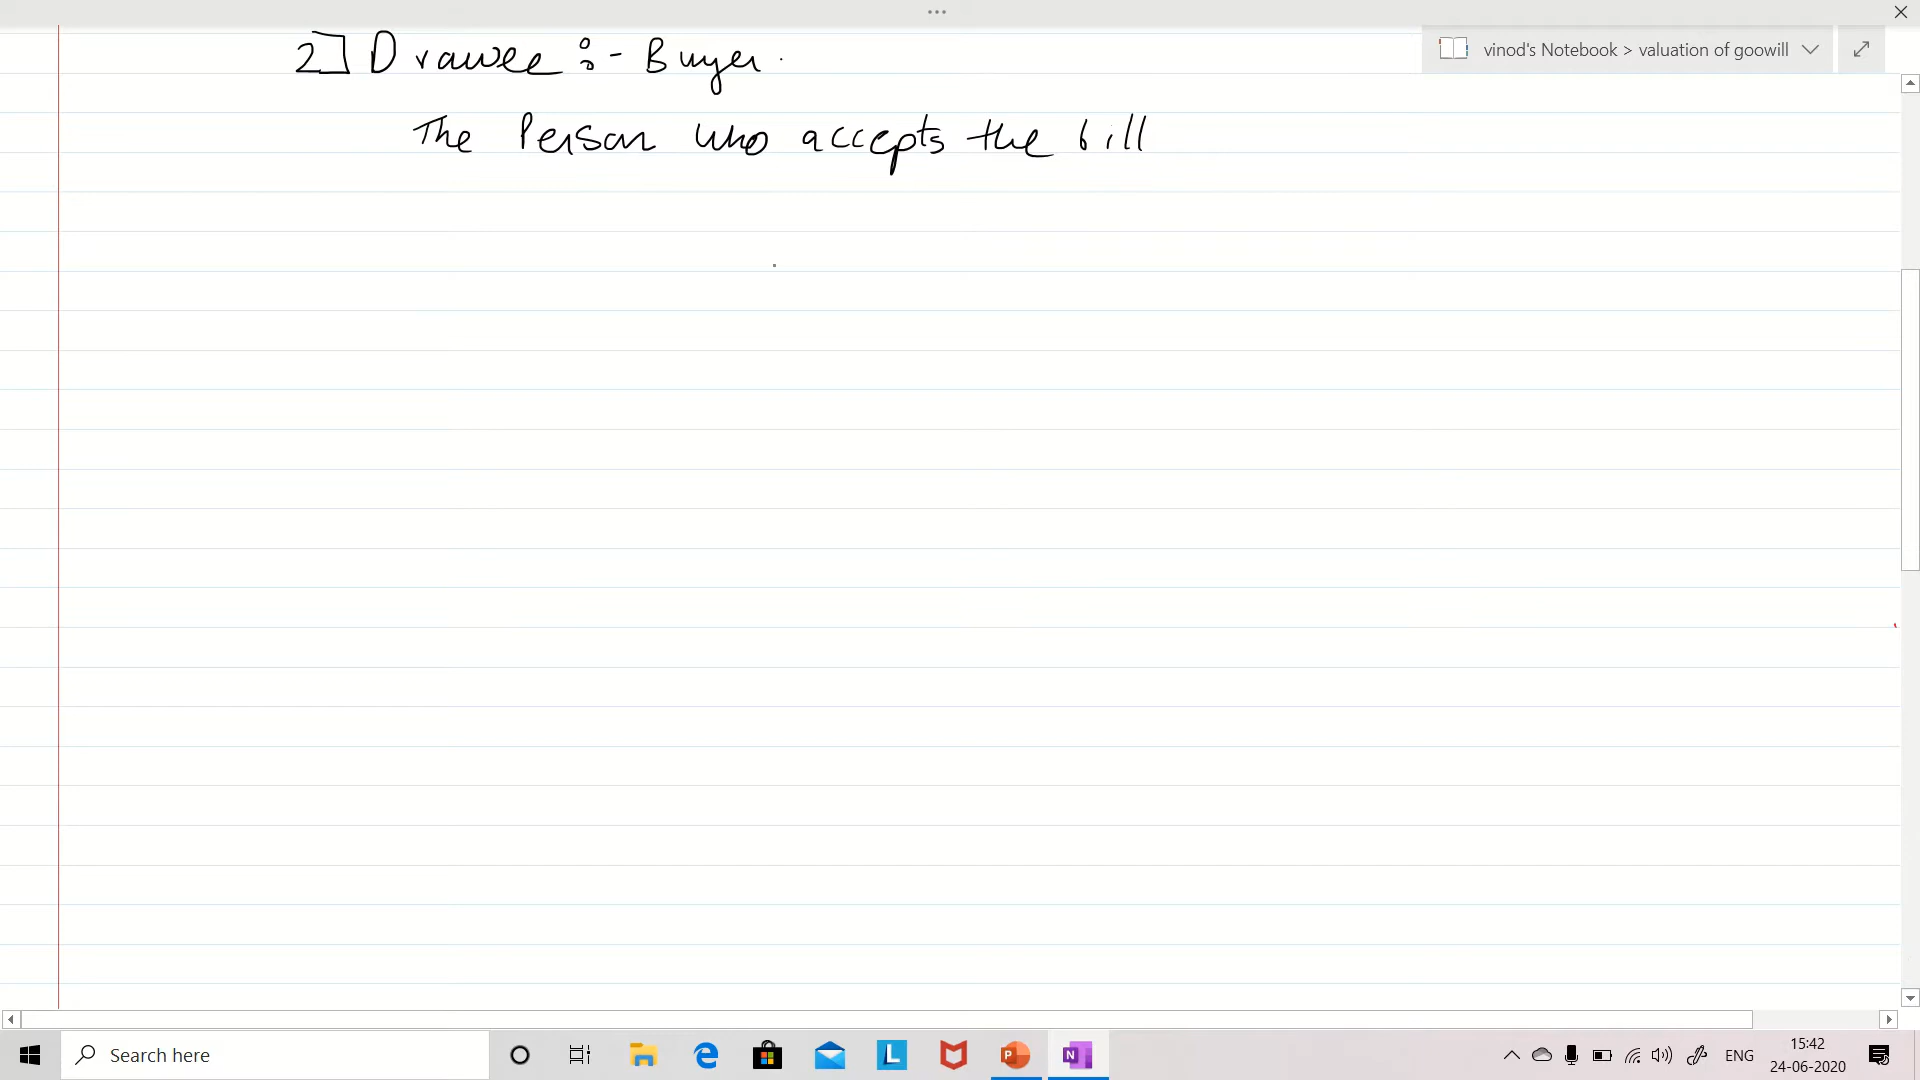 2] Drawee :- Buyer.
vinod's Notebook > valuation of goowill
The Person who accepts the bill
Search here
ENG
15:42
24-06-2020